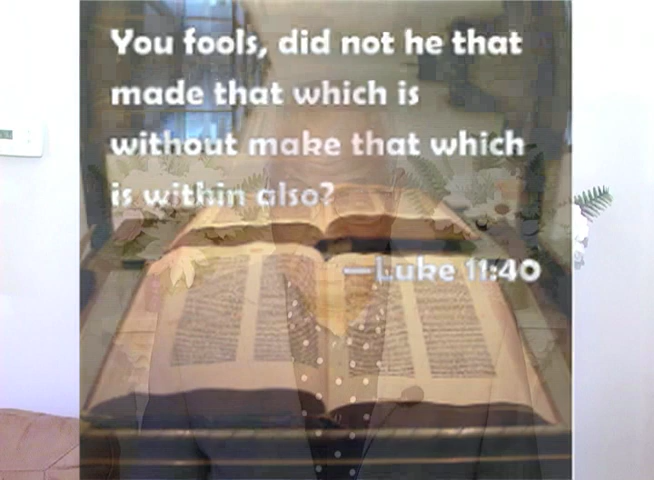 You fools, did not he that
made that which is
without make that which
is within also?
—Luke 11:40